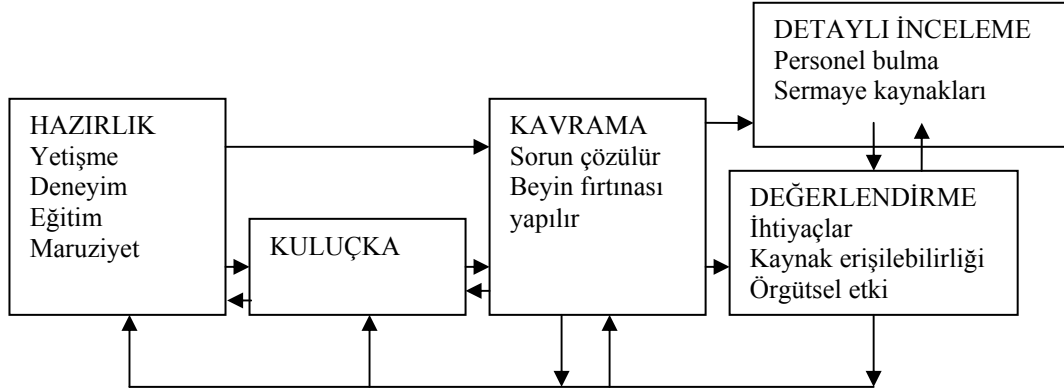 HAZIRLIK
Yetişme
Deneyim
Eğitim
Maruziyet
KULUÇKA
KAVRAMA
Sorun çözülür
Beyin fırtınası
yapılır
DETAYLI İNCELEME
Personel bulma
Sermaye kaynakları
DEĞERLENDİRME
İhtiyaçlar
Kaynak erişilebilirliği
Örgütsel etki